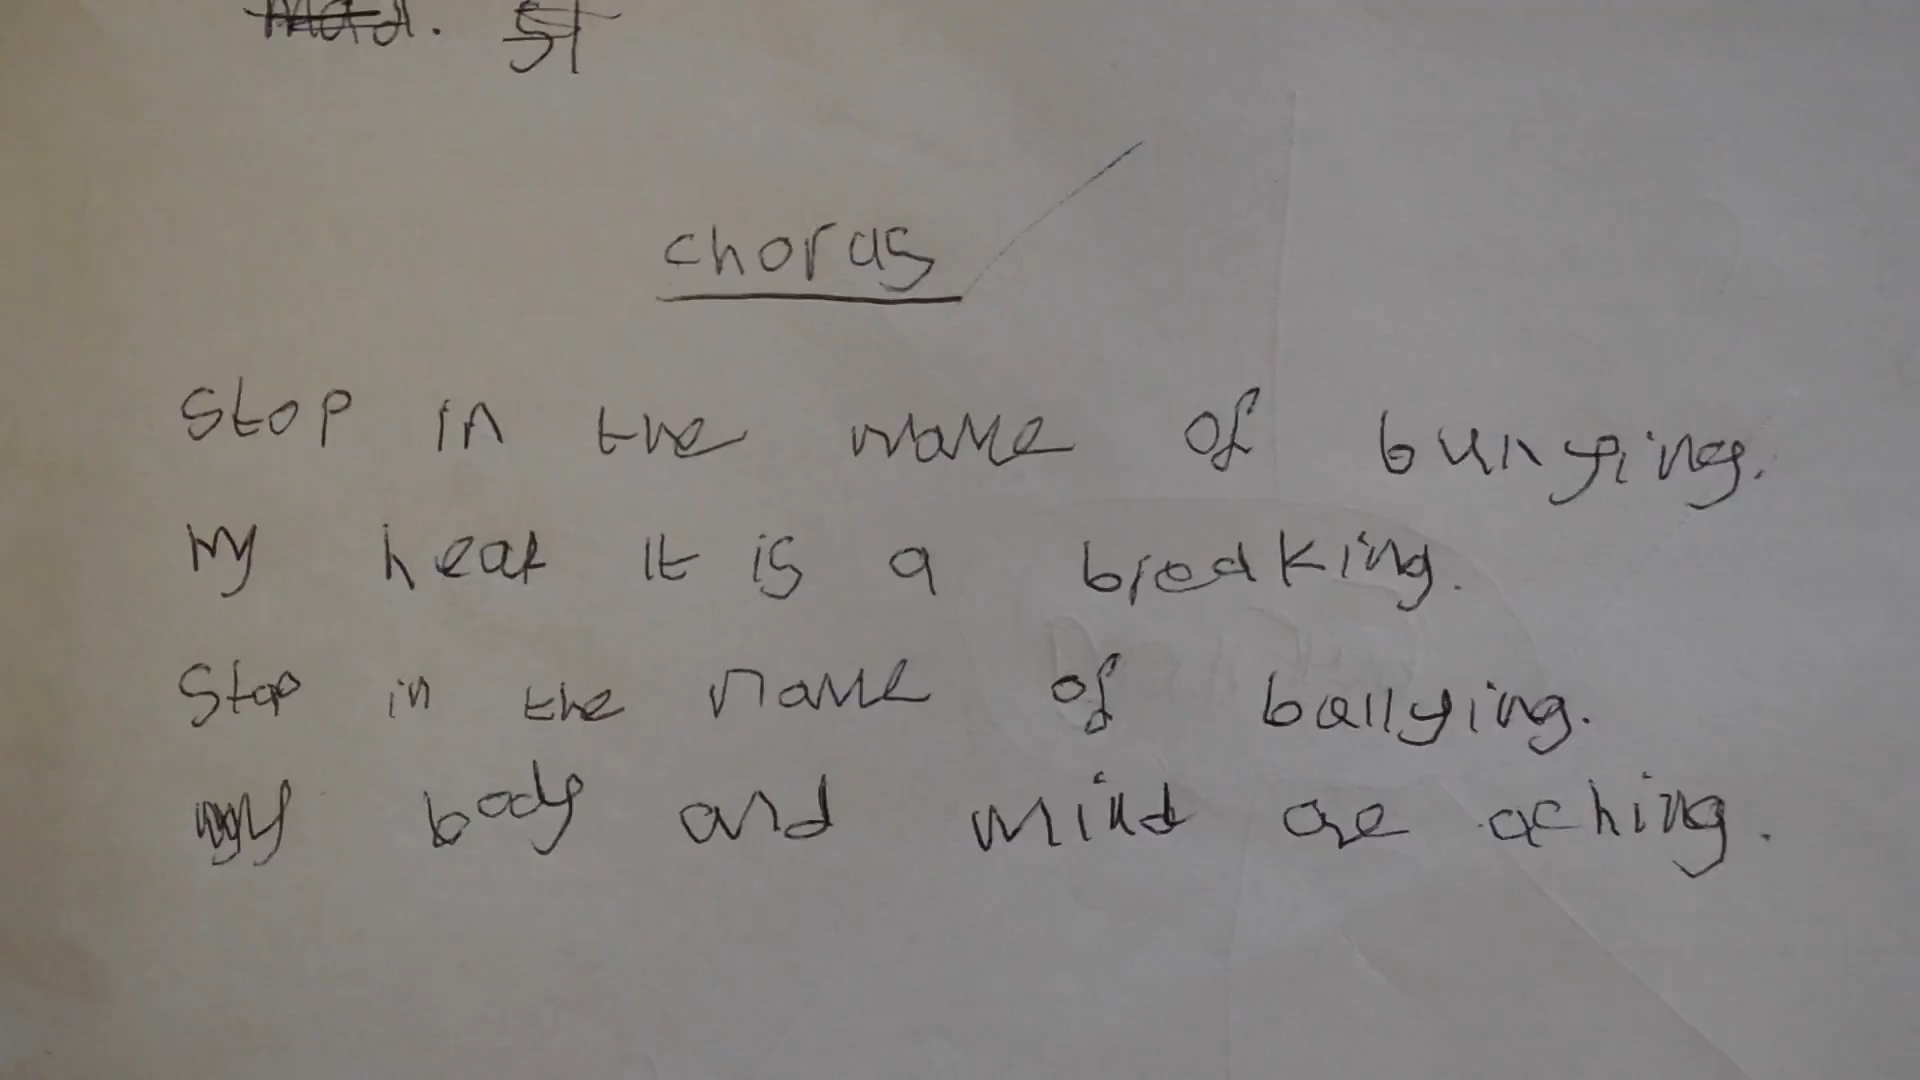 chorus
Stop in the name of bullying.
My heat it is a breaking.
Stop in the name of bullying.
my body and mind are aching.